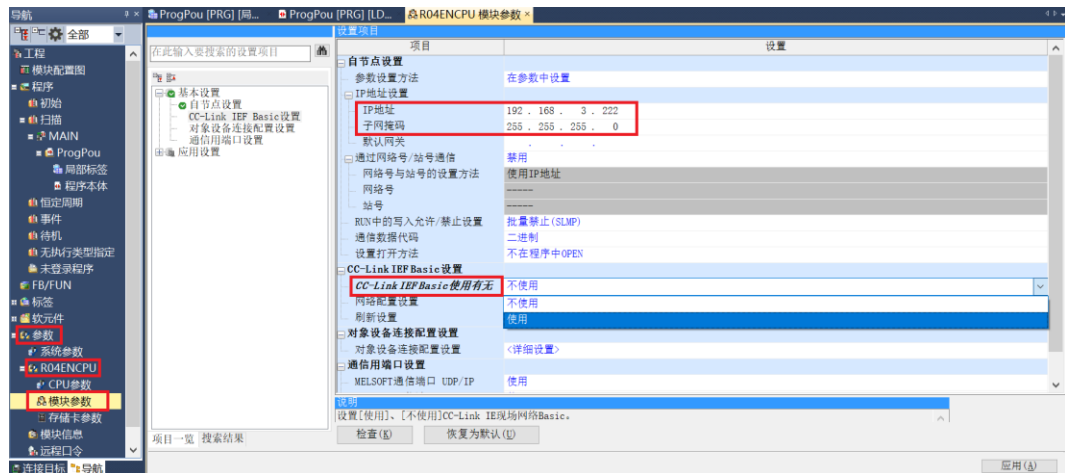 导航
ProgPou [PRG] [局...
ProgPou [PRG] [LD...
R04ENCPU 模块参数
全部
工程
模块配置图
程序
初始
扫描
MAIN
ProgPou
局部标签
程序本体
恒定周期
事件
待机
无执行类型指定
未登录程序
FB/FUN
标签
软元件
参数
系统参数
R04ENCPU
CPU参数
模块参数
存储卡参数
模块信息
远程口令
连接目标 导航
在此输入要搜索的设置项目
基本设置
自节点设置
CC-Link IEF Basic设置
对象设备连接配置设置
通信用端口设置
应用设置
项目一览 搜索结果
设置项目
项目 设置
自节点设置
参数设置方法 在参数中设置
IP地址设置
IP地址 192 . 168 . 3 . 222
子网掩码 255 . 255 . 255 . 0
默认网关 . . .
通过网络号/站号通信 禁用
网络号与站号的设置方法 使用IP地址
网络号 -----
站号 -----
RUN中的写入允许/禁止设置 批量禁止(SLMP)
通信数据代码 二进制
设置打开方法 不在程序中OPEN
CC-Link IEF Basic设置
CC-Link IEF Basic使用有无 不使用
网络配置设置 不使用
刷新设置 使用
对象设备连接配置设置
对象设备连接配置设置 <详细设置>
通信用端口设置
MELSOFT通信端口 UDP/IP 使用
说明
设置[使用]、[不使用]CC-Link IE现场网络Basic。
检查(K) 恢复为默认(U)
应用(A)